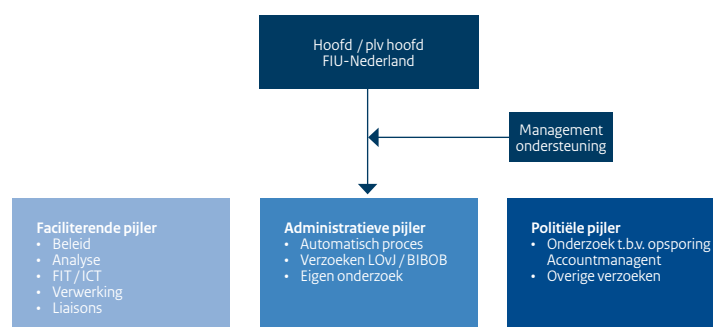 Hoofd / plv hoofd
FIU-Nederland
Management
ondersteuning
Faciliterende pijler
• Beleid
• Analyse
• FIT / ICT
• Verwerking
• Liaisons
Administratieve pijler
• Automatisch proces
• Verzoeken LOvJ / BIBOB
• Eigen onderzoek
Politiële pijler
• Onderzoek t.b.v. opsporing
Accountmanagent
• Overige verzoeken